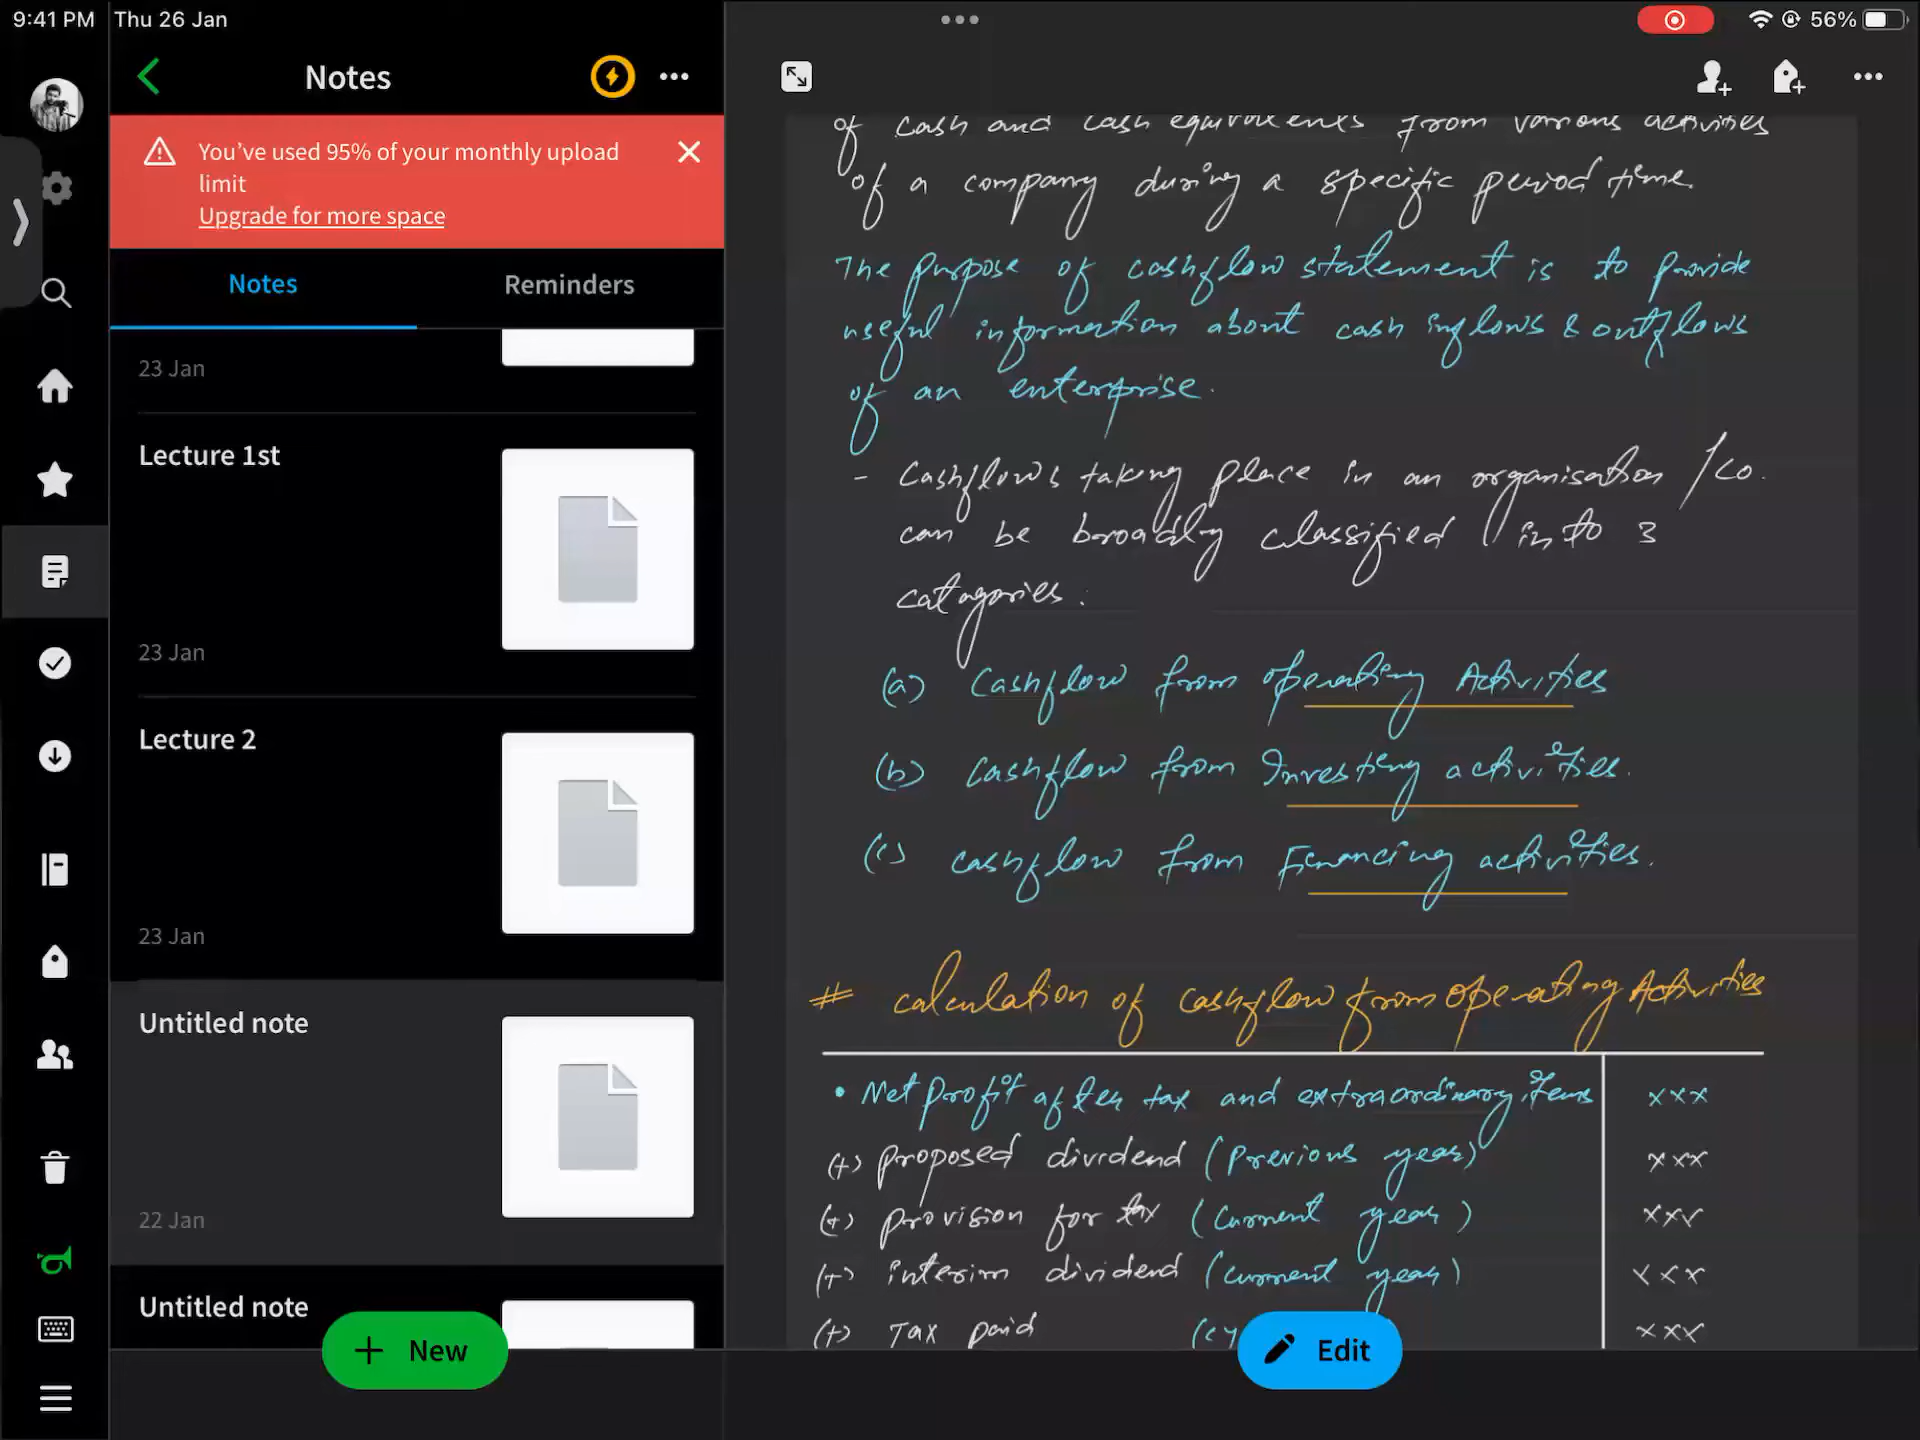 9:41 PM Thu 26 Jan
56%
Notes
You've used 95% of your monthly upload
limit
Upgrade for more space
Notes
Reminders
23 Jan
Lecture 1st
23 Jan
Lecture 2
23 Jan
Untitled note
22 Jan
Untitled note
+ New
of cash and cash equivalents from various activities
of a company during a specific period time.
The purpose of cashflow statement is to provide
useful information about cash inflows & outflows
of an enterprise.
- Cashflows taking place in an organisation / co.
can be broadly classified into 3
catagories.
(a) Cashflow from operating Activities
(b) Cashflow from Investing activities.
(c) cashflow from Financing activities.
# calculation of cashflow from operating Activities
• Net profit after tax and extraordinary items xxx
(+) proposed dividend (Previous year) xxx
(+) provision for tax (Current year) xxx
(+) interim dividend (Current year) xxx
(+) Tax paid (cy xxx
Edit